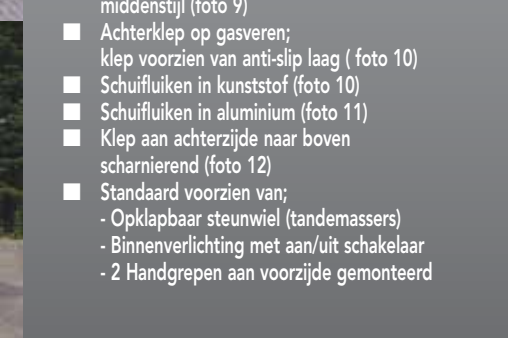 middenstijl (foto 9)
■ Achterklep op gasveren;
klep voorzien van anti-slip laag ( foto 10)
■ Schuifluiken in kunststof (foto 10)
■ Schuifluiken in aluminium (foto 11)
■ Klep aan achterzijde naar boven
scharnierend (foto 12)
■ Standaard voorzien van;
- Opklapbaar steunwiel (tandemassers)
- Binnenverlichting met aan/uit schakelaar
- 2 Handgrepen aan voorzijde gemonteerd